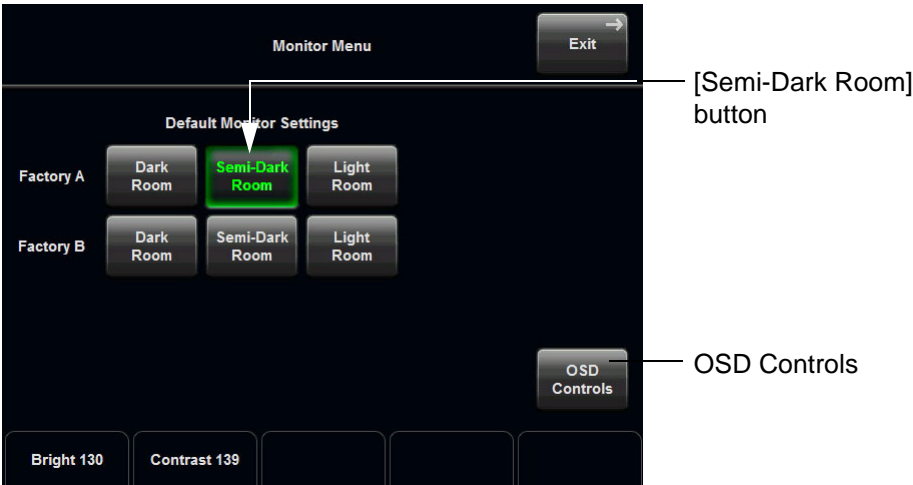 Monitor Menu
Exit
[Semi-Dark Room]
button
Default Monitor Settings
Factory A
Dark
Room
Semi-Dark
Room
Light
Room
Factory B
Dark
Room
Semi-Dark
Room
Light
Room
OSD
Controls
OSD Controls
Bright 130
Contrast 139